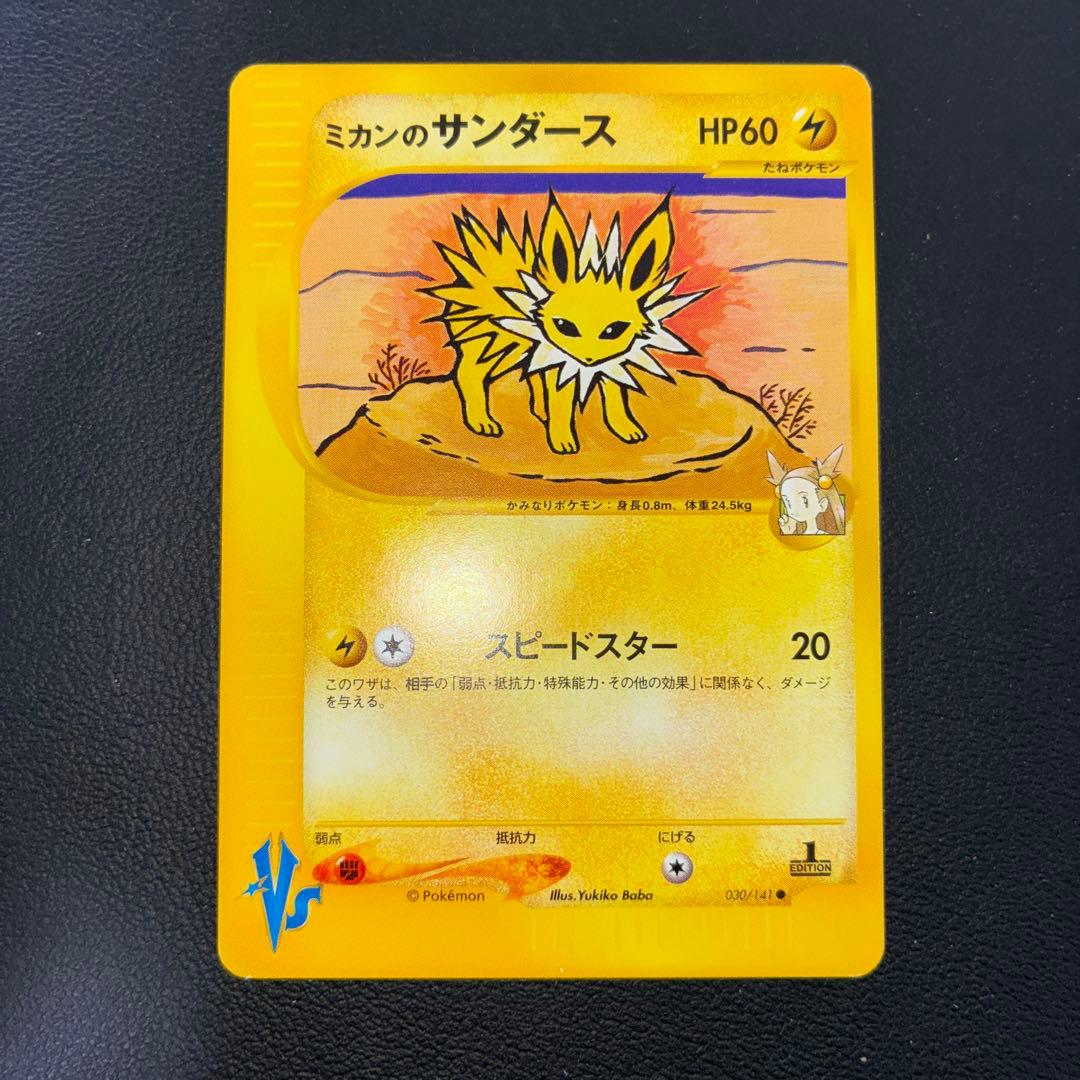 ミカンのサンダース HP60
たねポケモン
かみなりポケモン：身長0.8m、体重24.5kg
スピードスター 20
このワザは、相手の「弱点・抵抗力・特殊能力・その他の効果」に関係なく、ダメージ
を与える。
弱点 抵抗力 にげる
1
EDITION
VS
© Pokémon Illus.Yukiko Baba 030/141